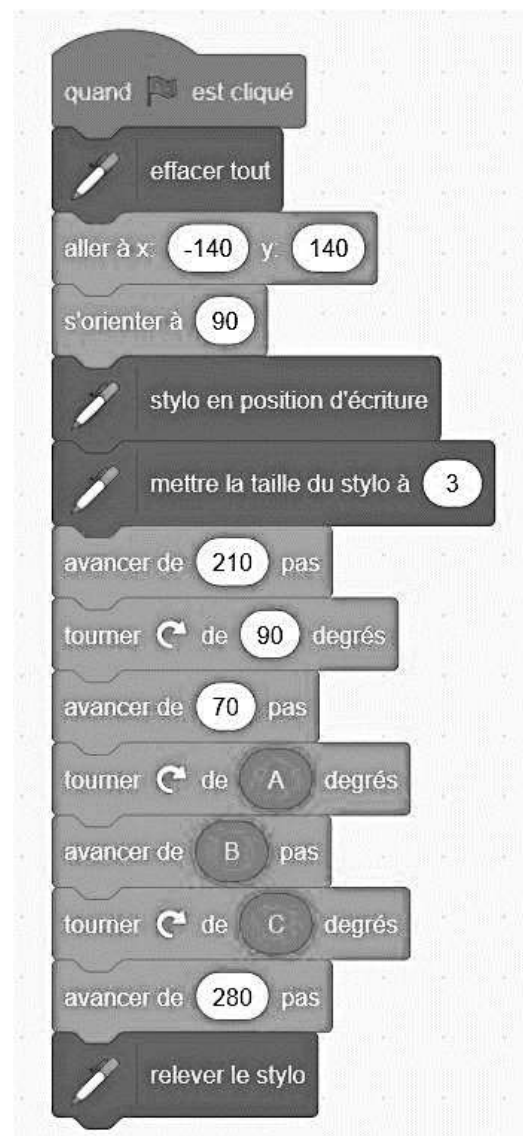 quand est cliqué
effacer tout
aller à x: -140 y: 140
s'orienter à 90
stylo en position d'écriture
mettre la taille du stylo à 3
avancer de 210 pas
tourner de 90 degrés
avancer de 70 pas
tourner de A degrés
avancer de B pas
tourner de C degrés
avancer de 280 pas
relever le stylo